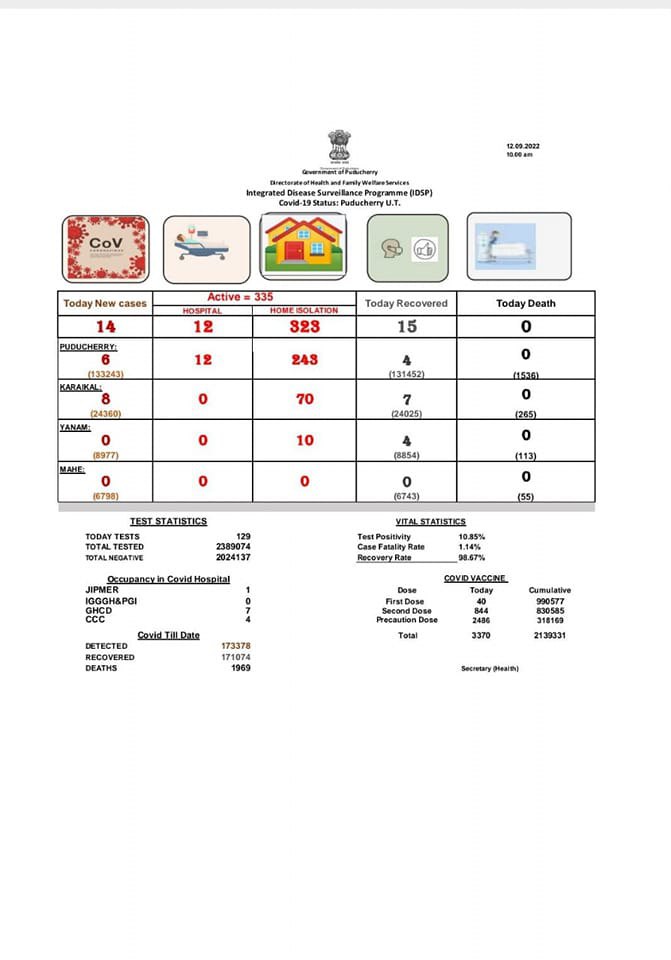 12.09.2022
10.00 am
Government of Puducherry
Directorate of Health and Family Welfare Services
Integrated Disease Surveillance Programme (IDSP)
Covid-19 Status: Puducherry U.T.
CoV
Today New cases
Active = 335
HOSPITAL HOME ISOLATION
Today Recovered
Today Death
14 12 323 15 0
PUDUCHERRY:
6 12 243 4 0
(133243) (131452) (1536)
KARAIKAL:
8 0 70 7 0
(24360) (24025) (265)
YANAM:
0 0 10 4 0
(8977) (8854) (113)
MAHE:
0 0 0 0 0
(6798) (6743) (55)
TEST STATISTICS
TODAY TESTS 129
TOTAL TESTED 2389074
TOTAL NEGATIVE 2024137
VITAL STATISTICS
Test Positivity 10.85%
Case Fatality Rate 1.14%
Recovery Rate 98.67%
Occupancy in Covid Hospital
JIPMER 1
IGGGH&PGI 0
GHCD 7
CCC 4
COVID VACCINE
Dose Today Cumulative
First Dose 40 990577
Second Dose 844 830585
Precaution Dose 2486 318169
Total 3370 2139331
Covid Till Date
DETECTED 173378
RECOVERED 171074
DEATHS 1969
Secretary (Health)